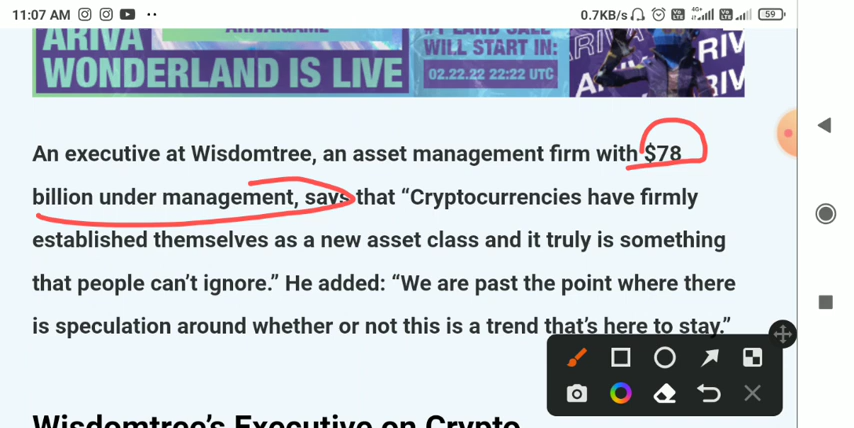 11:07 AM
0.7KB/s 4G+ 59
ARIVA
WONDERLAND IS LIVE
WILL START IN:
02.22.22 22:22 UTC
An executive at Wisdomtree, an asset management firm with $78
billion under management, says that “Cryptocurrencies have firmly
established themselves as a new asset class and it truly is something
that people can’t ignore.” He added: “We are past the point where there
is speculation around whether or not this is a trend that’s here to stay.”
Wisdomtree’s Executive on Crypto